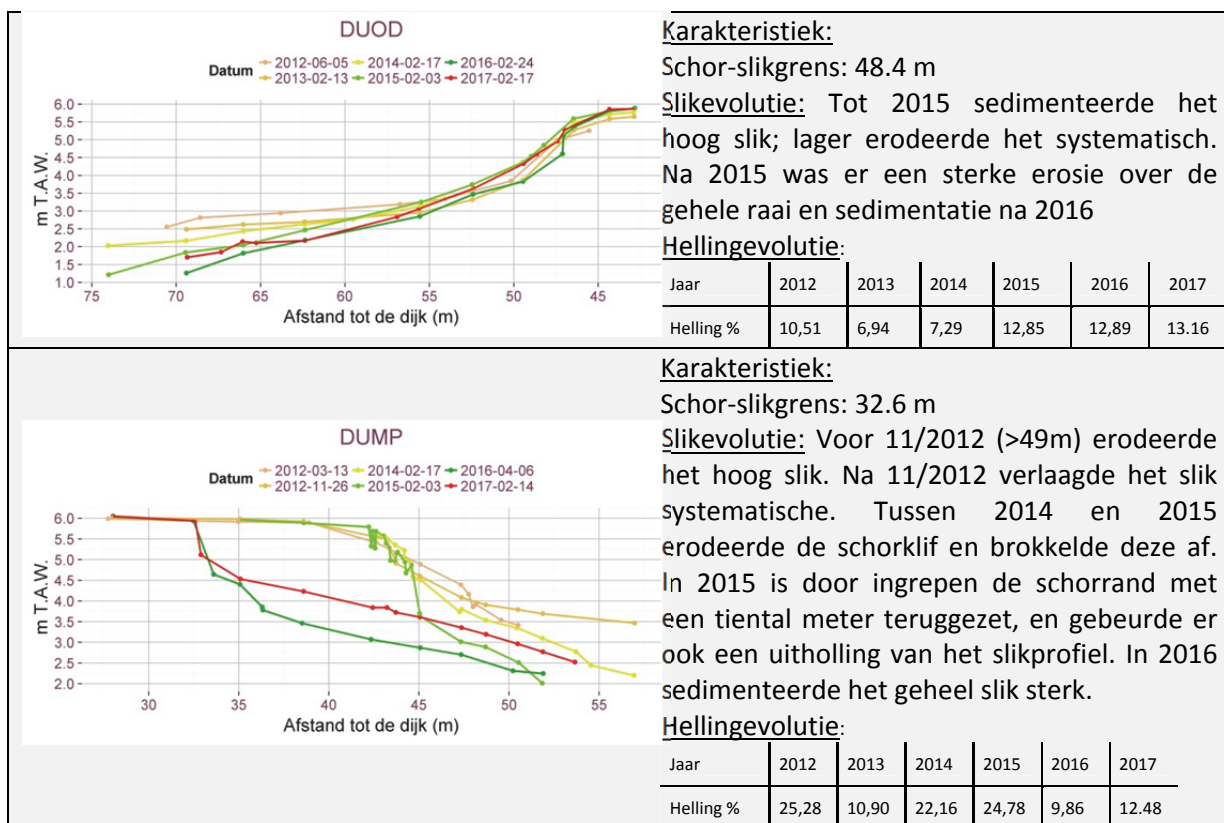 DUOD
Datum 2012-06-05 2014-02-17 2016-02-24
2013-02-13 2015-02-03 2017-02-17
m T.A.W.
6.0
5.5
5.0
4.5
4.0
3.5
3.0
2.5
2.0
1.5
1.0
75 70 65 60 55 50 45
Afstand tot de dijk (m)
Karakteristiek:
Schor-slikgrens: 48.4 m
Slikevolutie: Tot 2015 sedimenteerde het
hoog slik; lager erodeerde het systematisch.
Na 2015 was er een sterke erosie over de
gehele raai en sedimentatie na 2016
Hellingevolutie:
Jaar 2012 2013 2014 2015 2016 2017
Helling % 10,51 6,94 7,29 12,85 12,89 13.16
DUMP
Datum 2012-03-13 2014-02-17 2016-04-06
2012-11-26 2015-02-03 2017-02-14
m T.A.W.
6.0
5.5
5.0
4.5
4.0
3.5
3.0
2.5
2.0
30 35 40 45 50 55
Afstand tot de dijk (m)
Karakteristiek:
Schor-slikgrens: 32.6 m
Slikevolutie: Voor 11/2012 (>49m) erodeerde
het hoog slik. Na 11/2012 verlaagde het slik
systematische. Tussen 2014 en 2015
erodeerde de schorklif en brokkelde deze af.
In 2015 is door ingrepen de schorrand met
een tiental meter teruggezet, en gebeurde er
ook een uitholling van het slikprofiel. In 2016
sedimenteerde het geheel slik sterk.
Hellingevolutie:
Jaar 2012 2013 2014 2015 2016 2017
Helling % 25,28 10,90 22,16 24,78 9,86 12.48